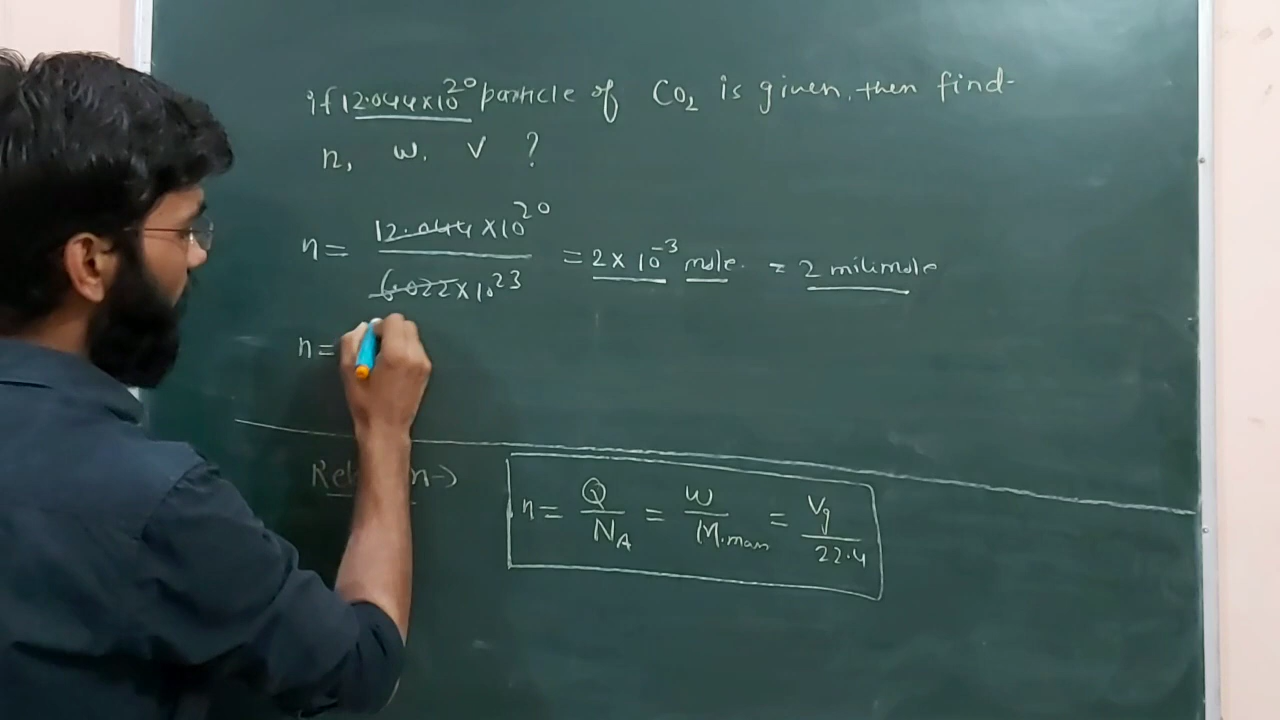 if 12.044×10²⁰ particle of CO₂ is given, then find-
n, w. v ?
n = 12.044 ×10²⁰ / 6.022×10²³ = 2 × 10⁻³ mole. = 2 milimole
n =
n = Q / N_A = w / M.mass = Vg / 22.4